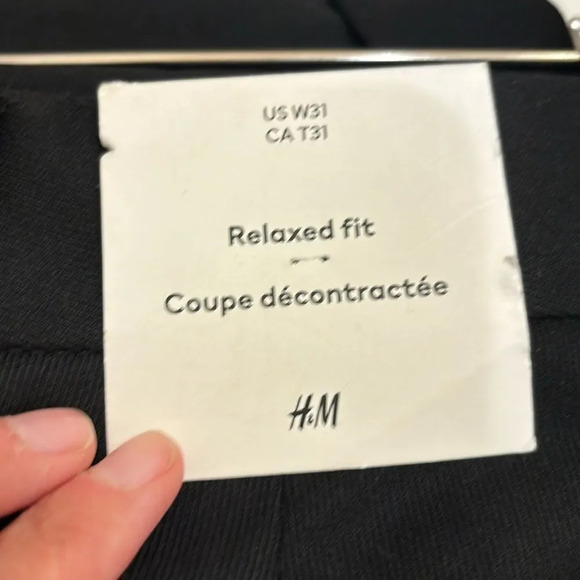 US W31
CA T31
Relaxed fit
Coupe décontractée
H&M